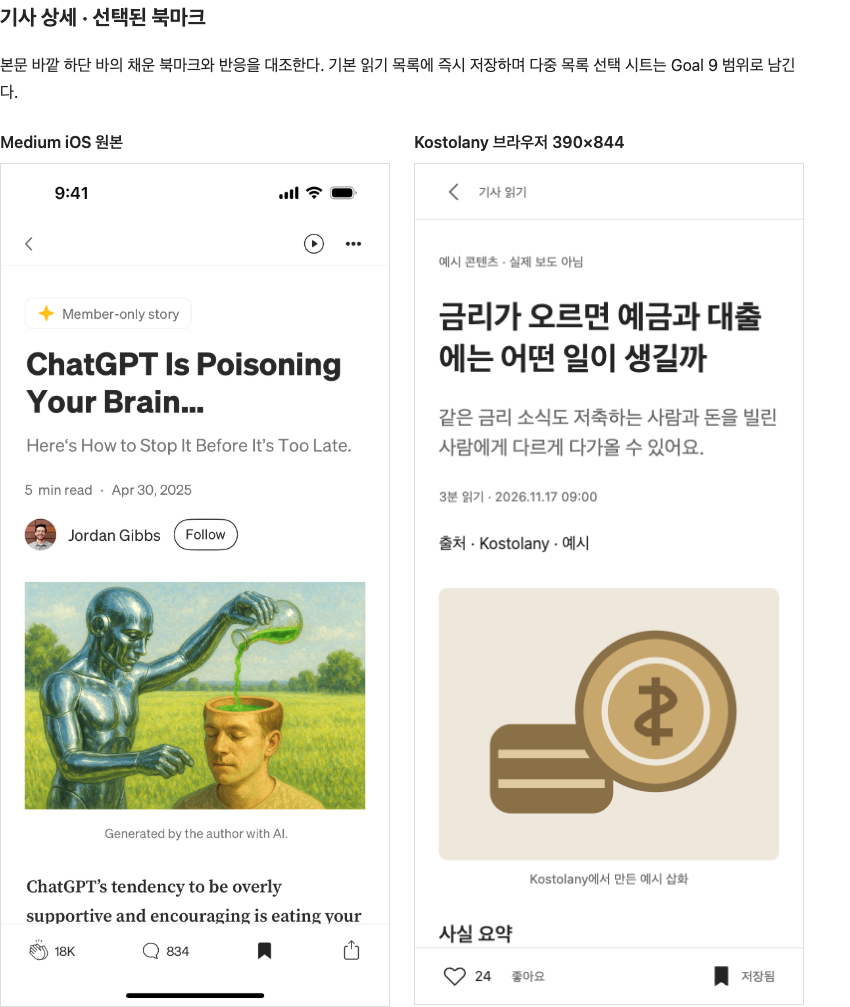 기사 상세 · 선택된 북마크
본문 바깥 하단 바의 채운 북마크와 반응을 대조한다. 기본 읽기 목록에 즉시 저장하며 다중 목록 선택 시트는 Goal 9 범위로 남긴
다.
Medium iOS 원본
9:41
Member-only story
ChatGPT Is Poisoning
Your Brain...
Here's How to Stop It Before It's Too Late.
5 min read · Apr 30, 2025
Jordan Gibbs Follow
Generated by the author with AI.
ChatGPT's tendency to be overly
supportive and encouraging is eating your
18K 834
Kostolany 브라우저 390×844
기사 읽기
예시 콘텐츠 · 실제 보도 아님
금리가 오르면 예금과 대출
에는 어떤 일이 생길까
같은 금리 소식도 저축하는 사람과 돈을 빌린
사람에게 다르게 다가올 수 있어요.
3분 읽기 · 2026.11.17 09:00
출처 · Kostolany · 예시
Kostolany에서 만든 예시 삽화
사실 요약
24 좋아요 저장됨